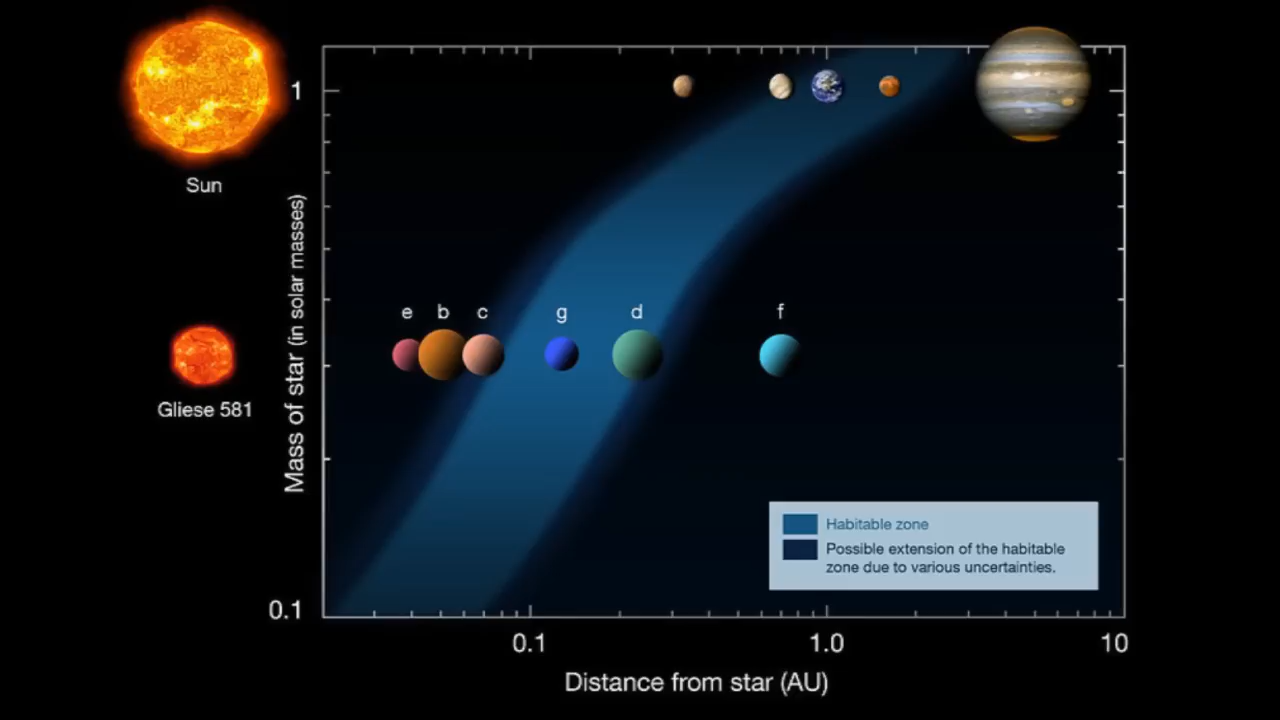 1
Sun
Mass of star (in solar masses)
e b c g d f
Gliese 581
Habitable zone
Possible extension of the habitable
zone due to various uncertainties.
0.1
0.1 1.0 10
Distance from star (AU)